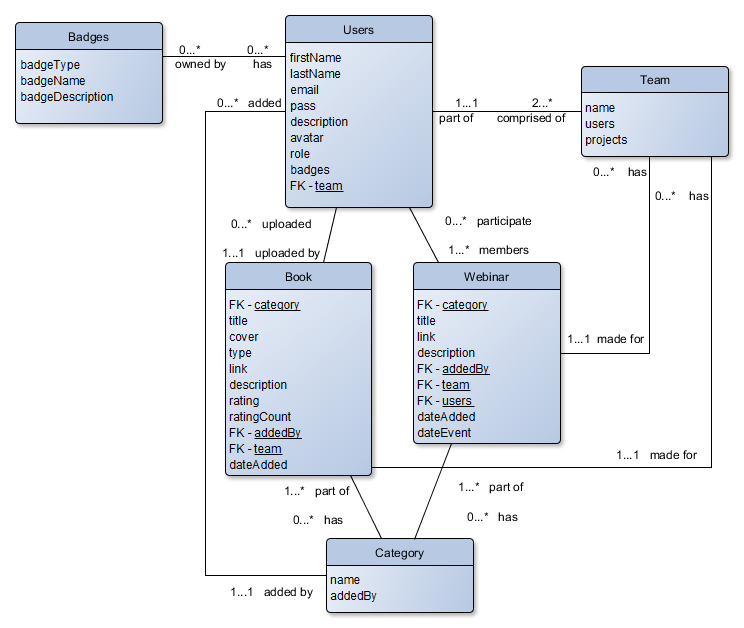 Users
firstName
lastName
email
pass
description
avatar
role
badges
FK - team
Badges
badgeType
badgeName
badgeDescription
0...* 0...*
owned by has
Team
name
users
projects
1...1 2...*
part of comprised of
0...* added
0...* has
0...* has
0...* uploaded
1...1 uploaded by
0...* participate
1...* members
Book
FK - category
title
cover
type
link
description
rating
ratingCount
FK - addedBy
FK - team
dateAdded
Webinar
FK - category
title
link
description
FK - addedBy
FK - team
FK - users
dateAdded
dateEvent
1...1 made for
1...1 made for
1...* part of
0...* has
1...* part of
0...* has
Category
name
addedBy
1...1 added by